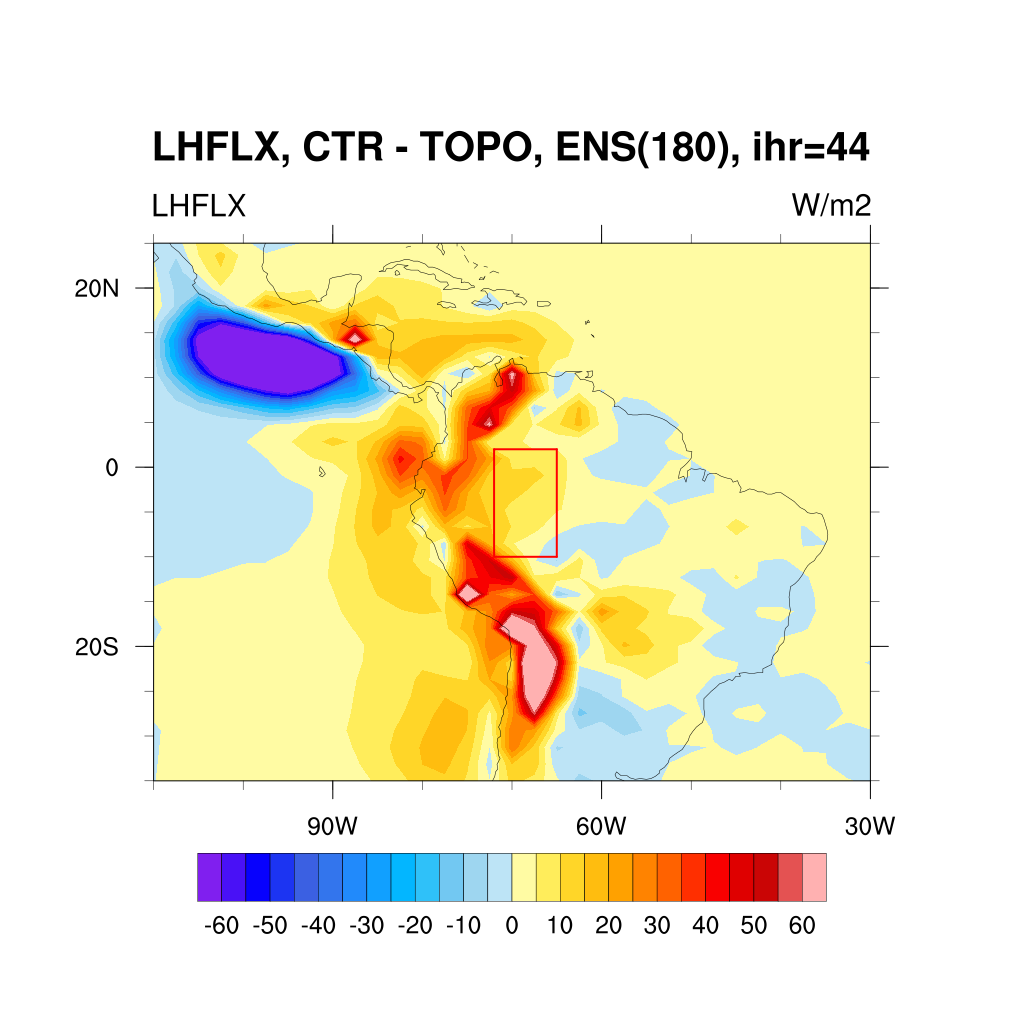 LHFLX, CTR - TOPO, ENS(180), ihr=44
LHFLX W/m2
20N
0
20S
90W 60W 30W
-60 -50 -40 -30 -20 -10 0 10 20 30 40 50 60